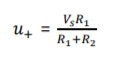 u₊ = VₛR₁ / R₁+R₂